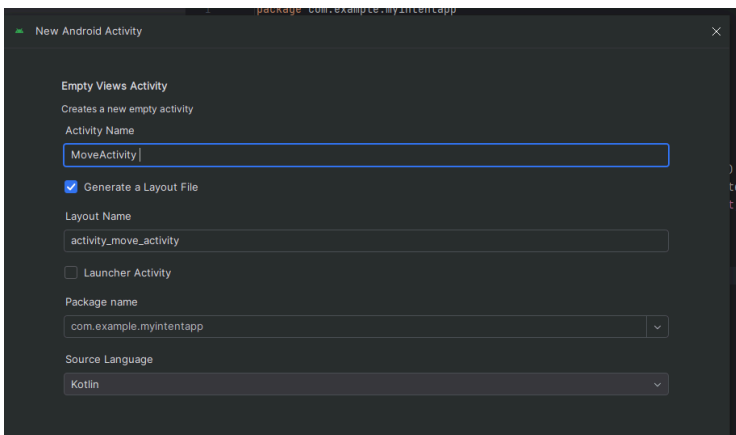 1 package com.example.myintentapp
New Android Activity
Empty Views Activity
Creates a new empty activity
Activity Name
MoveActivity
Generate a Layout File
Layout Name
activity_move_activity
Launcher Activity
Package name
com.example.myintentapp
Source Language
Kotlin